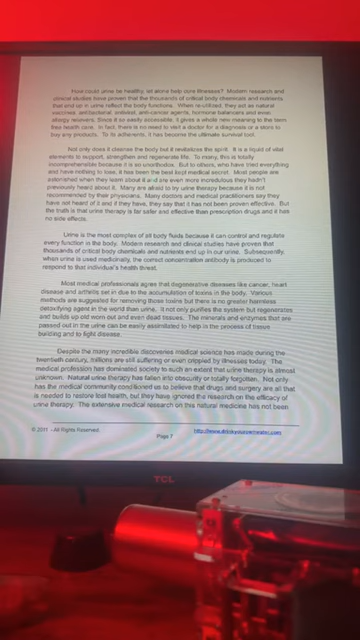 How could urine be healthy, let alone help cure illnesses? Modern research and
clinical studies have proven that the thousands of critical body chemicals and nutrients
that end up in urine reflect the body functions. When re-utilized, they act as natural
vaccines, antibacterial, antiviral, anti-cancer agents, hormone balancers and even
allergy relievers. Since it so easily accessible, it gives a whole new meaning to the term
free health care. In fact, there is no need to visit a doctor for a diagnosis or a store to
buy any products. To its adherents, it has become the ultimate survival tool.
Not only does it cleanse the body but it revitalizes the spirit. It is a liquid of vital
elements to support, strengthen and regenerate life. To many, this is totally
incomprehensible because it is so unorthodox. But to others, who have tried everything
and have nothing to lose, it has been the best kept medical secret. Most people are
astonished when they learn about it and are even more incredulous they hadn't
previously heard about it. Many are afraid to try urine therapy because it is not
recommended by their physicians. Many doctors and medical practitioners say they
have not heard of it and if they have, they say that it has not been proven effective. But
the truth is that urine therapy is far safer and effective than prescription drugs and it has
no side effects.
Urine is the most complex of all body fluids because it can control and regulate
every function in the body. Modern research and clinical studies have proven that
thousands of critical body chemicals and nutrients end up in our urine. Subsequently,
when urine is used medicinally, the correct concentration antibody is produced to
respond to that individual's health threat.
Most medical professionals agree that degenerative diseases like cancer, heart
disease and arthritis set in due to the accumulation of toxins in the body. Various
methods are suggested for removing those toxins but there is no greater harmless
detoxifying agent in the world than urine. It not only purifies the system but regenerates
and builds up old worn out and even dead tissues. The minerals and enzymes that are
passed out in the urine can be easily assimilated to help in the process of tissue
building and to fight disease.
Despite the many incredible discoveries medical science has made during the
twentieth century, millions are still suffering or even crippled by illnesses today. The
medical profession has dominated society to such an extent that urine therapy is almost
unknown. Natural urine therapy has fallen into obscurity or totally forgotten. Not only
has the medical community conditioned us to believe that drugs and surgery are all that
is needed to restore lost health, but they have ignored the research on the efficacy of
urine therapy. The extensive medical research on this natural medicine has not been
© 2011 - All Rights Reserved.
http://www.drinkyourownwater.com
Page 7
TCL